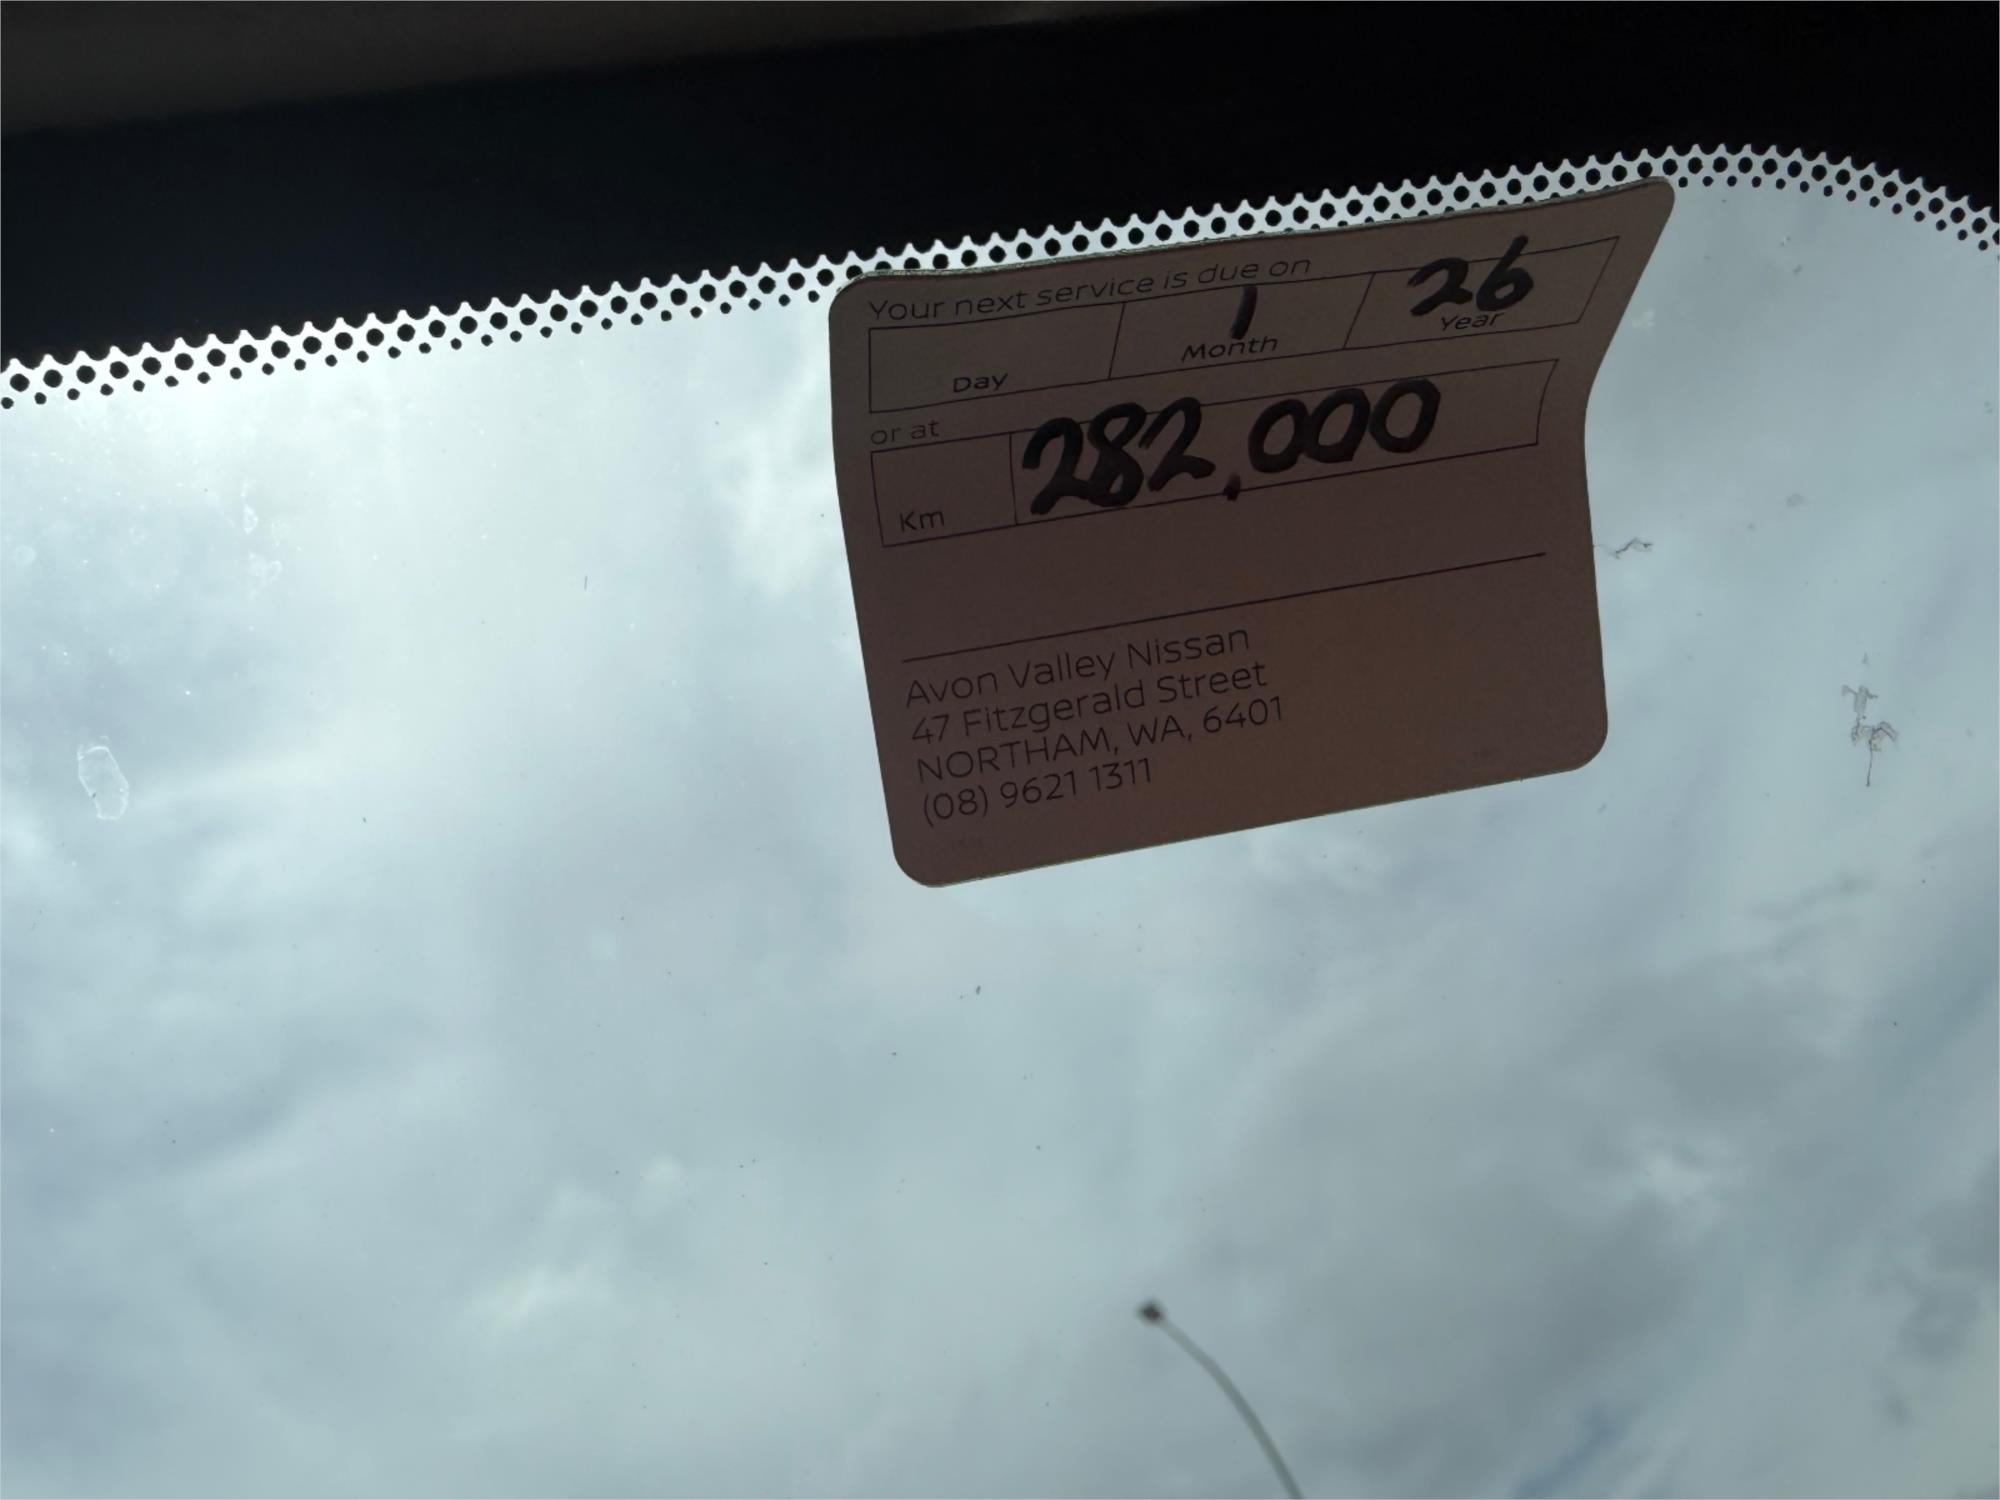 Your next service is due on
1 26
Day Month Year
or at
Km 282,000
Avon Valley Nissan
47 Fitzgerald Street
NORTHAM, WA, 6401
(08) 9621 1311